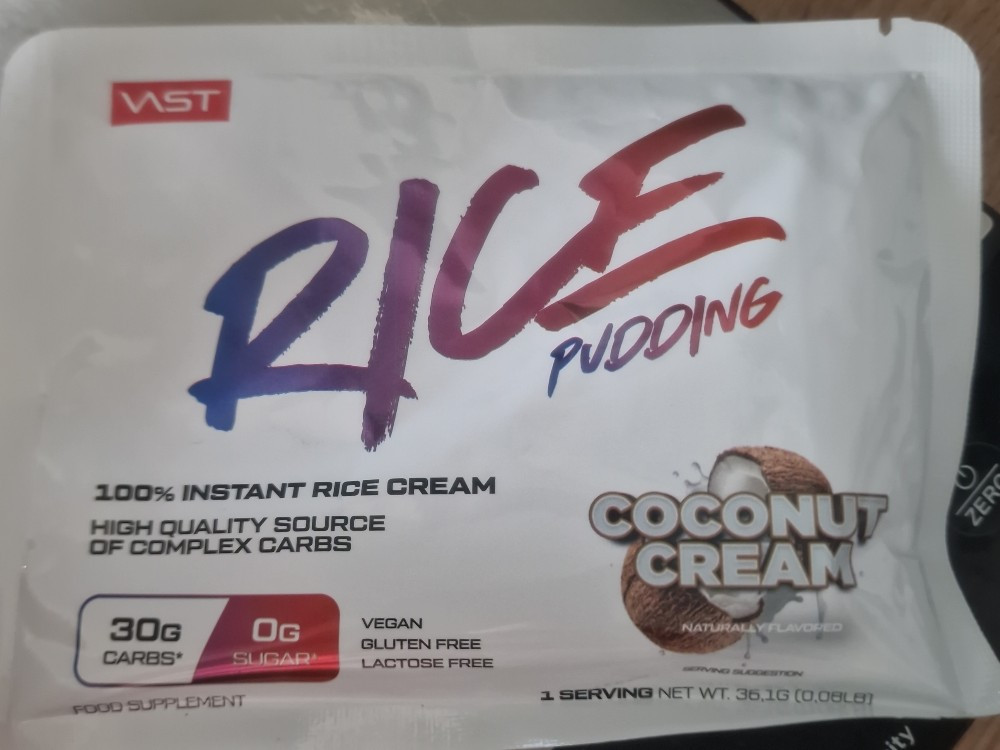 VAST
RICE
PUDDING
100% INSTANT RICE CREAM
HIGH QUALITY SOURCE
OF COMPLEX CARBS
COCONUT
CREAM
NATURALLY FLAVORED
SERVING SUGGESTION
30G
CARBS*
0G
SUGAR*
VEGAN
GLUTEN FREE
LACTOSE FREE
FOOD SUPPLEMENT
1 SERVING NET WT. 36,1G (0,08LB)
ZERO
ity